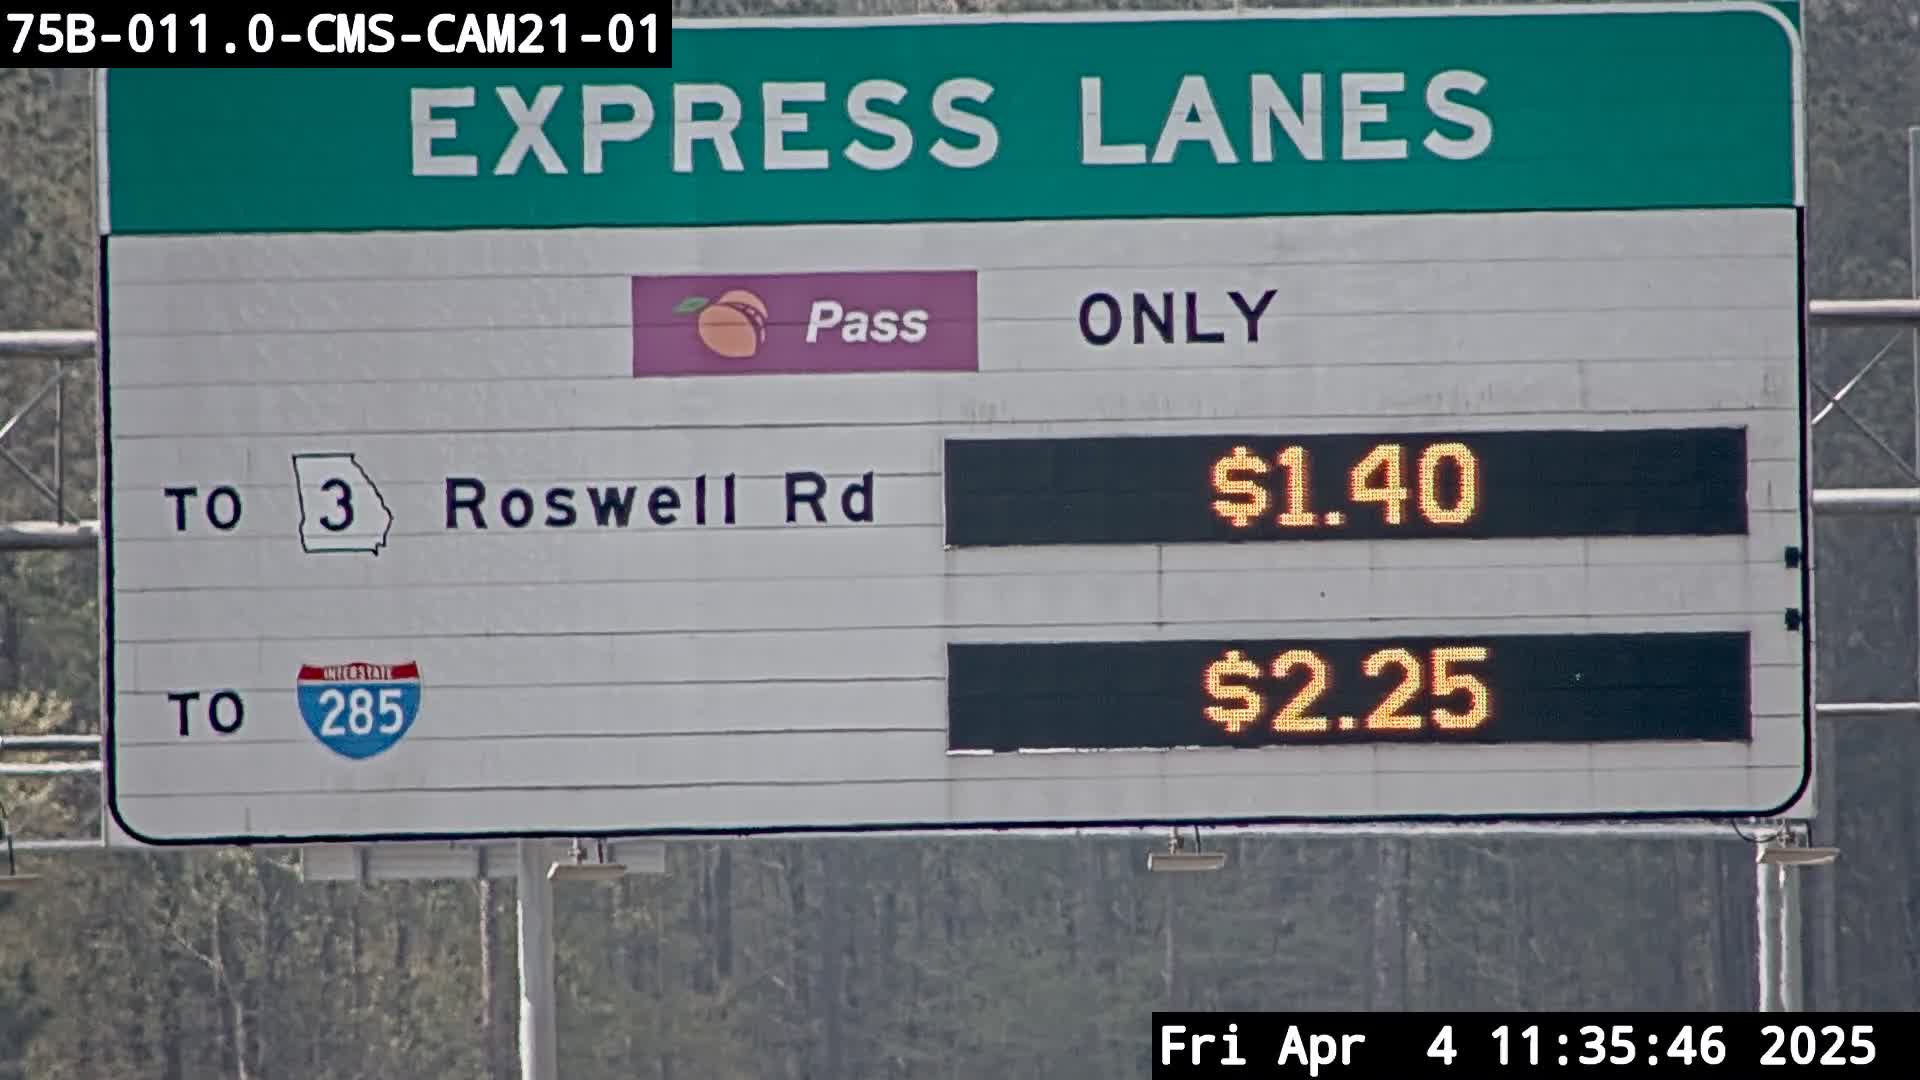 75B-011.0-CMS-CAM21-01
EXPRESS LANES
Pass ONLY
TO 3 Roswell Rd $1.40
TO INTERSTATE 285 $2.25
Fri Apr 4 11:35:46 2025